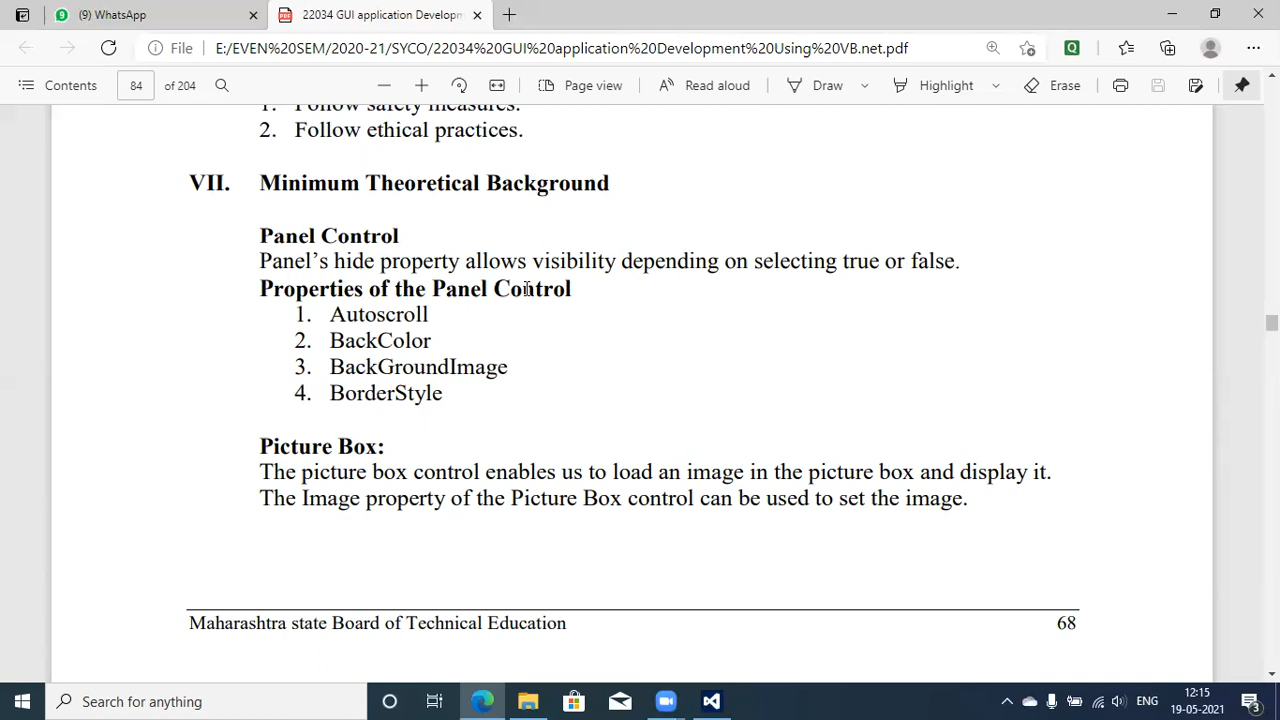 (9) WhatsApp
22034 GUI application Developm
File
E:/EVEN%20SEM/2020-21/SYCO/22034%20GUI%20application%20Development%20Using%20VB.net.pdf
Contents
84
of 204
Page view
Read aloud
Draw
Highlight
Erase
1. Follow safety measures.
2. Follow ethical practices.
VII. Minimum Theoretical Background
Panel Control
Panel's hide property allows visibility depending on selecting true or false.
Properties of the Panel Control
1. Autoscroll
2. BackColor
3. BackGroundImage
4. BorderStyle
Picture Box:
The picture box control enables us to load an image in the picture box and display it.
The Image property of the Picture Box control can be used to set the image.
Maharashtra state Board of Technical Education 68
Search for anything
ENG
12:15
19-05-2021
3